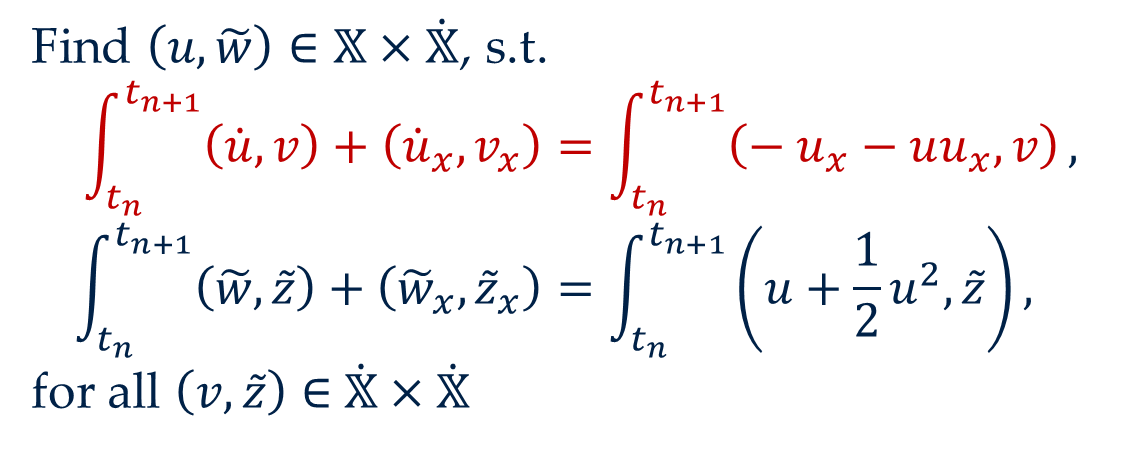 Find (u, w̃) ∈ 𝕏 × 𝕏̇, s.t.
∫_{t_n}^{t_{n+1}} (u̇, v) + (u̇_x, v_x) = ∫_{t_n}^{t_{n+1}} (− u_x − uu_x, v) ,
∫_{t_n}^{t_{n+1}} (w̃, z̃) + (w̃_x, z̃_x) = ∫_{t_n}^{t_{n+1}} (u + 1/2 u², z̃) ,
for all (v, z̃) ∈ 𝕏̇ × 𝕏̇